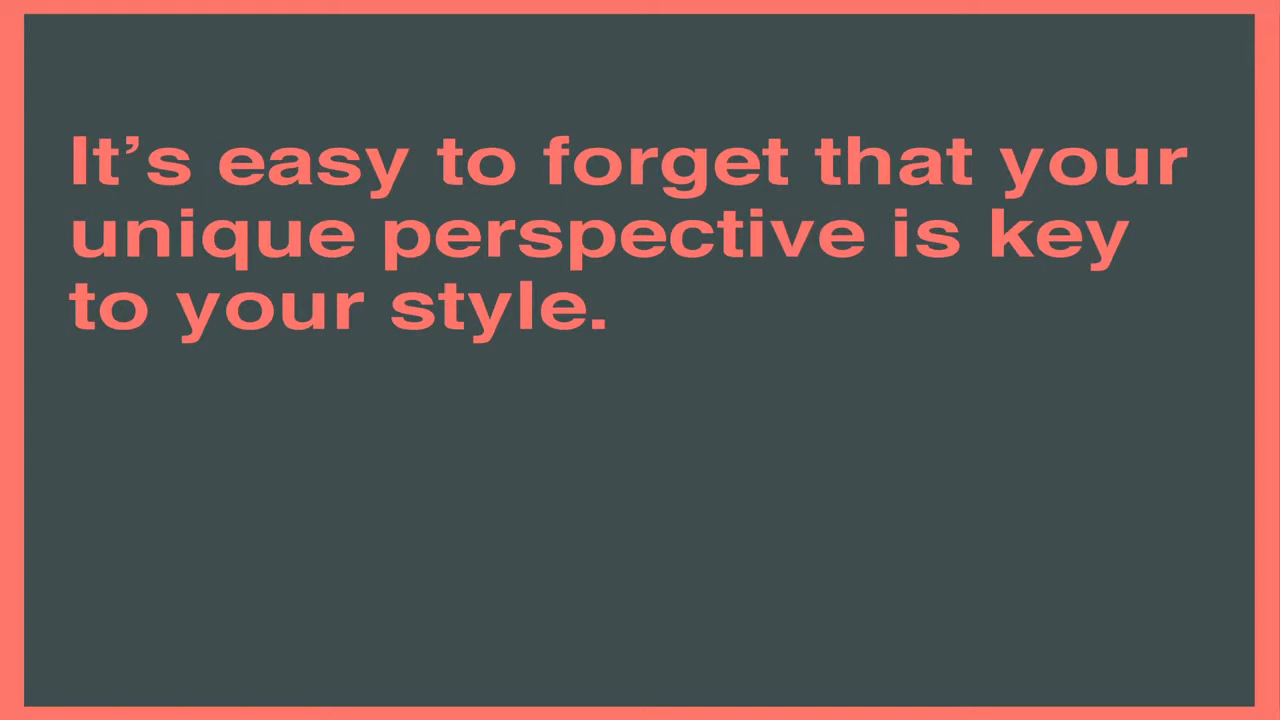 It’s easy to forget that your
unique perspective is key
to your style.